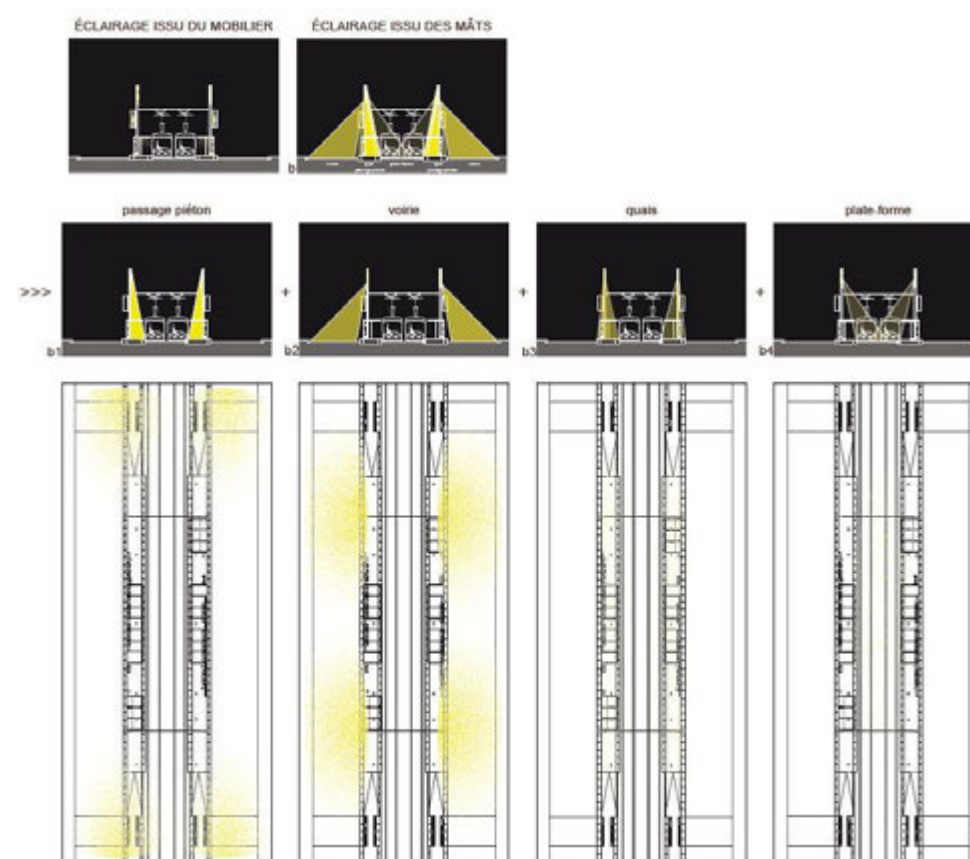 ÉCLAIRAGE ISSU DU MOBILIER
ÉCLAIRAGE ISSU DES MÂTS
b
passage piéton
voirie
quais
plate-forme
>>>
+
+
+
b1
b2
b3
b4